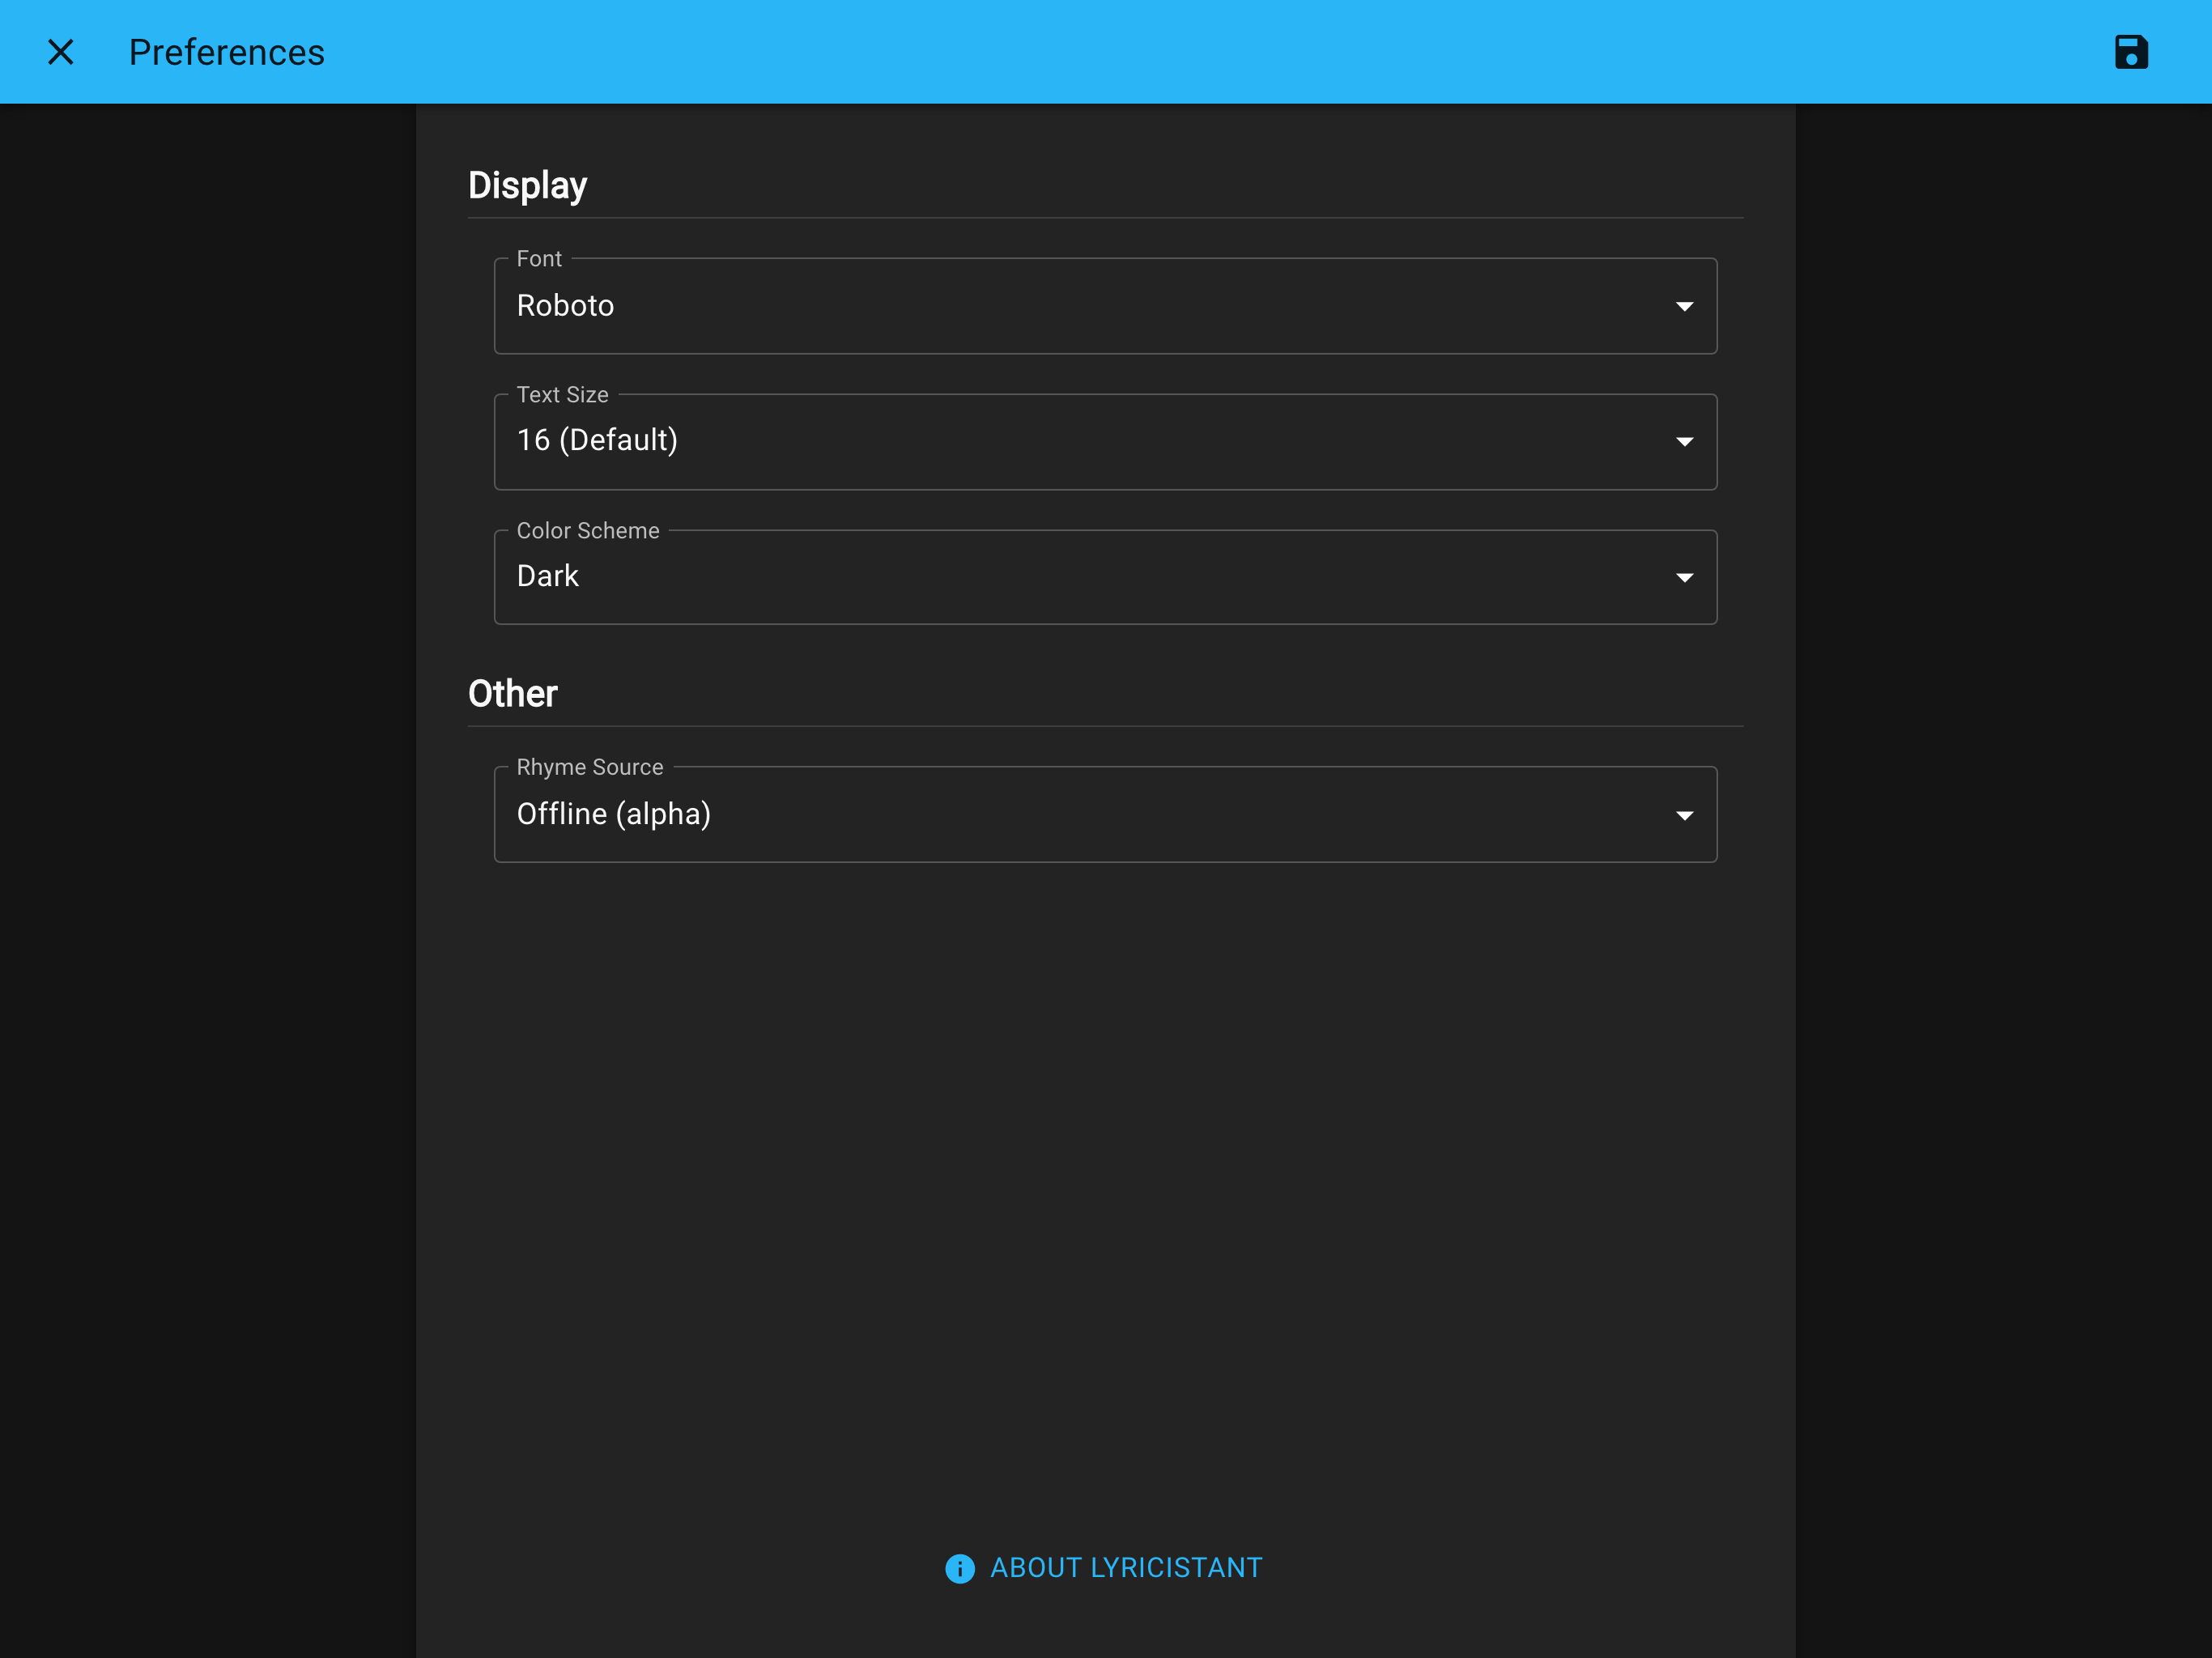 Preferences
Display
Font
Roboto
Text Size
16 (Default)
Color Scheme
Dark
Other
Rhyme Source
Offline (alpha)
ABOUT LYRICISTANT